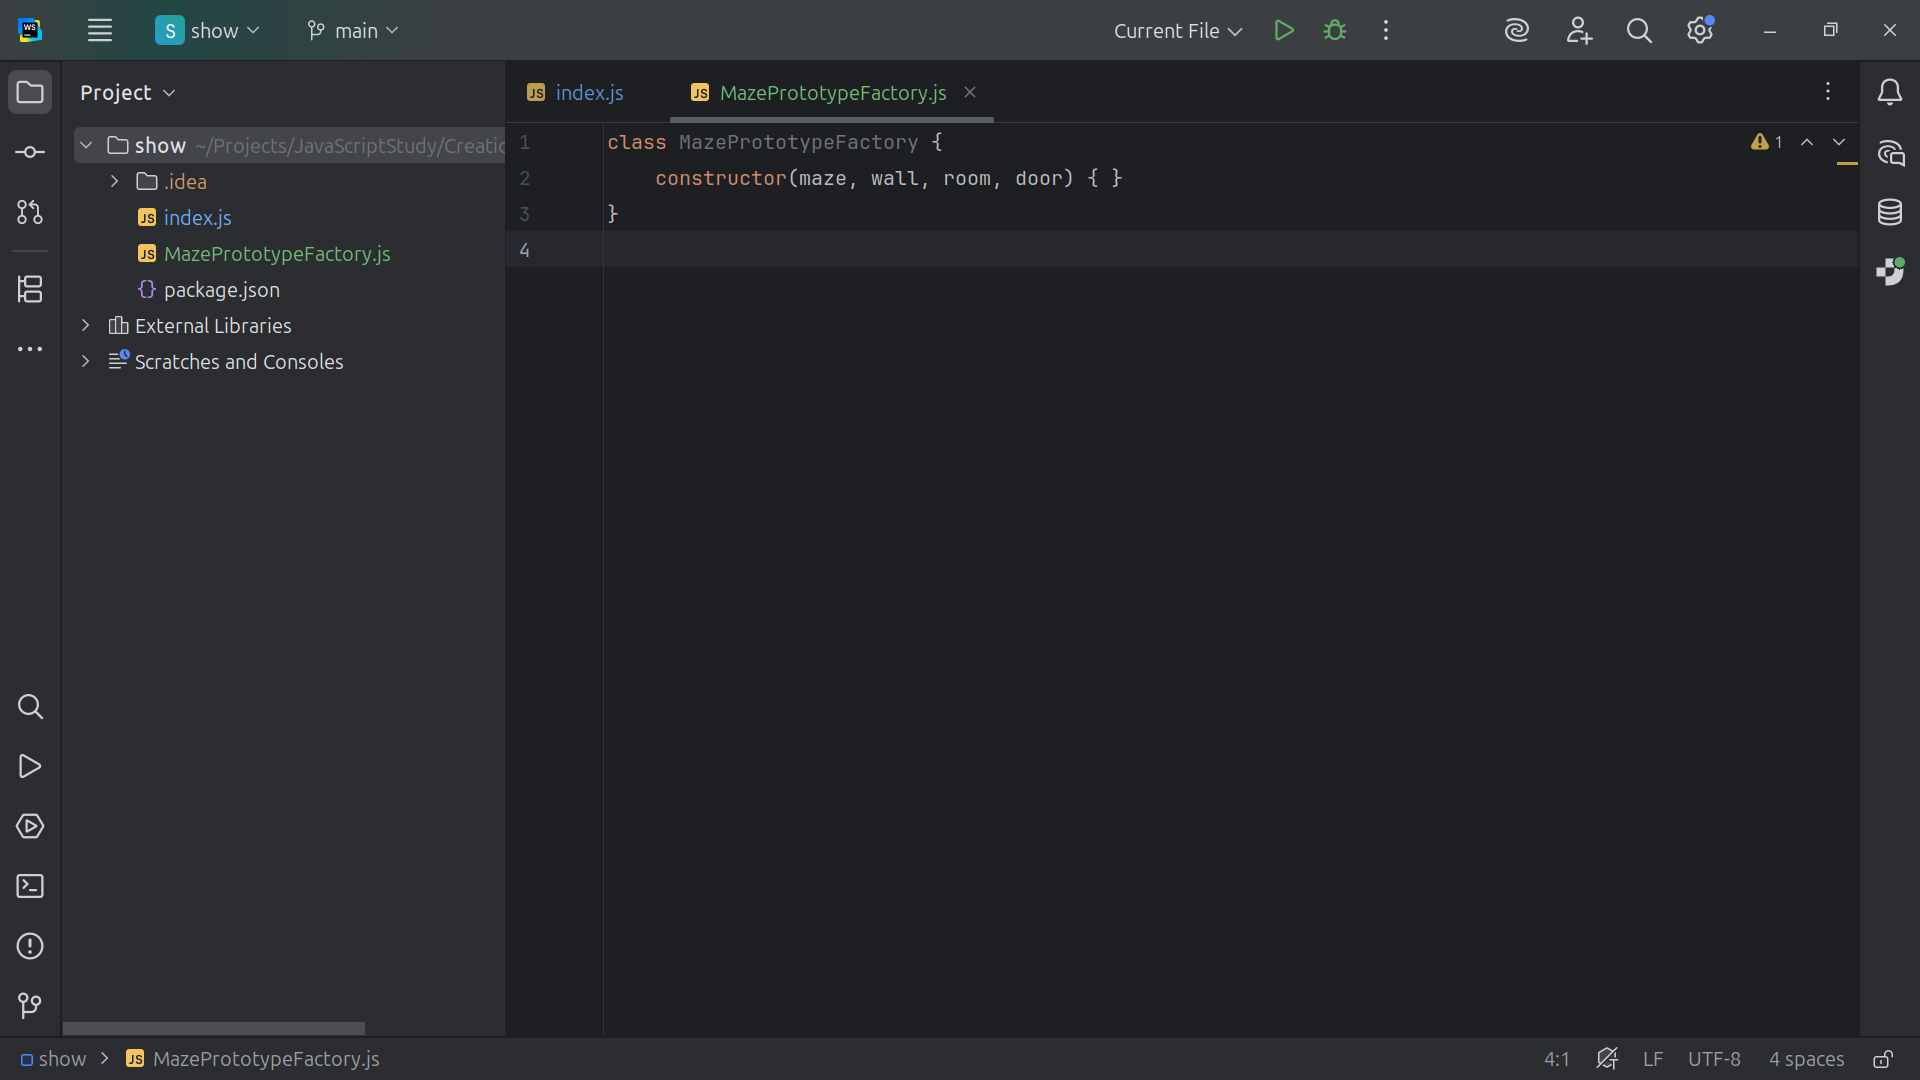 WS
S show
main
Current File
Project
show ~/Projects/JavaScriptStudy/Creatio
.idea
JS index.js
JS MazePrototypeFactory.js
{} package.json
External Libraries
Scratches and Consoles
JS index.js
JS MazePrototypeFactory.js
1 class MazePrototypeFactory {
2     constructor(maze, wall, room, door) { }
3 }
4
1
show
JS MazePrototypeFactory.js
4:1
LF
UTF-8
4 spaces